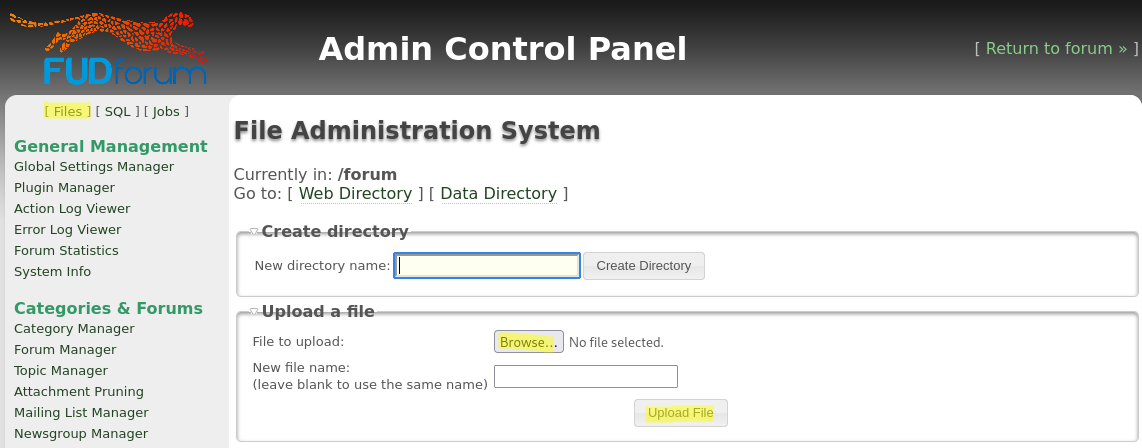 FUDforum
Admin Control Panel
[ Return to forum » ]
[ Files ] [ SQL ] [ Jobs ]
General Management
Global Settings Manager
Plugin Manager
Action Log Viewer
Error Log Viewer
Forum Statistics
System Info
Categories & Forums
Category Manager
Forum Manager
Topic Manager
Attachment Pruning
Mailing List Manager
Newsgroup Manager
File Administration System
Currently in: /forum
Go to: [ Web Directory ] [ Data Directory ]
Create directory
New directory name: Create Directory
Upload a file
File to upload: Browse... No file selected.
New file name:
(leave blank to use the same name)
Upload File